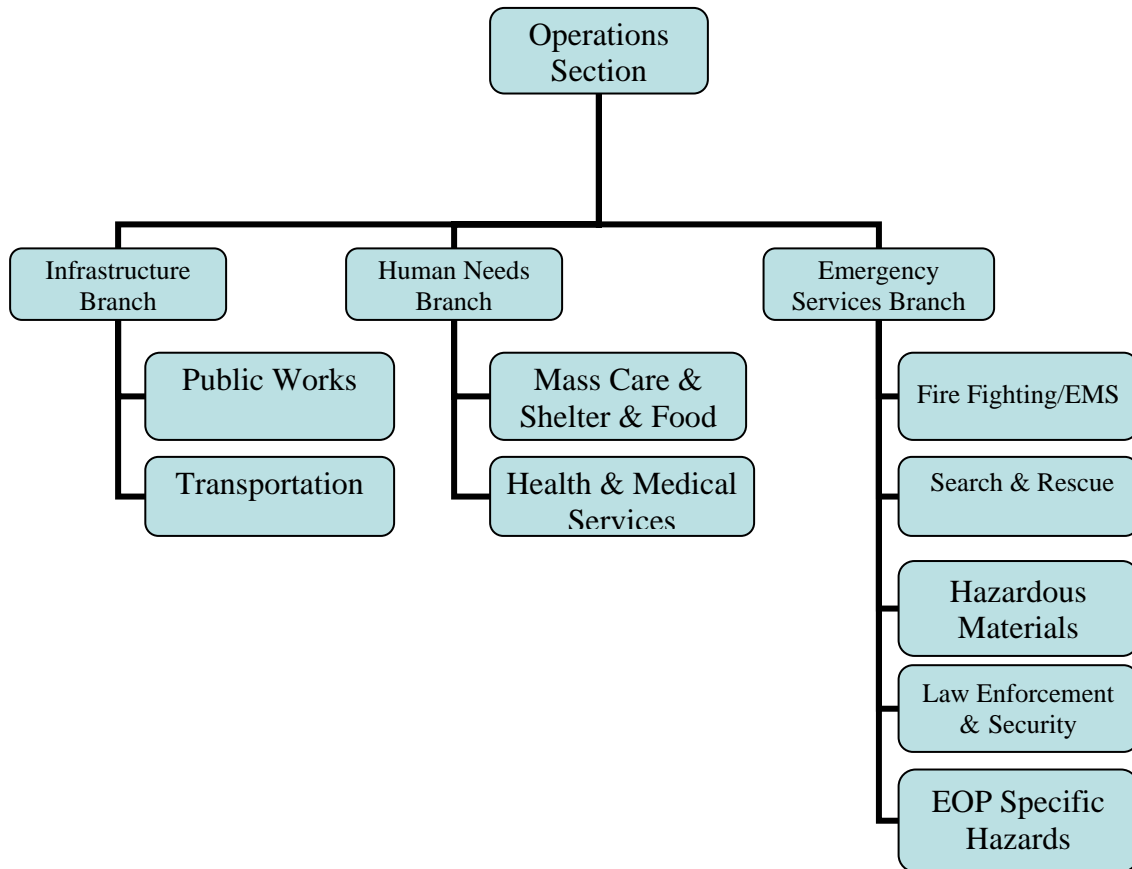 Operations
Section
Infrastructure
Branch
Human Needs
Branch
Emergency
Services Branch
Public Works
Transportation
Mass Care &
Shelter & Food
Health & Medical
Services
Fire Fighting/EMS
Search & Rescue
Hazardous
Materials
Law Enforcement
& Security
EOP Specific
Hazards